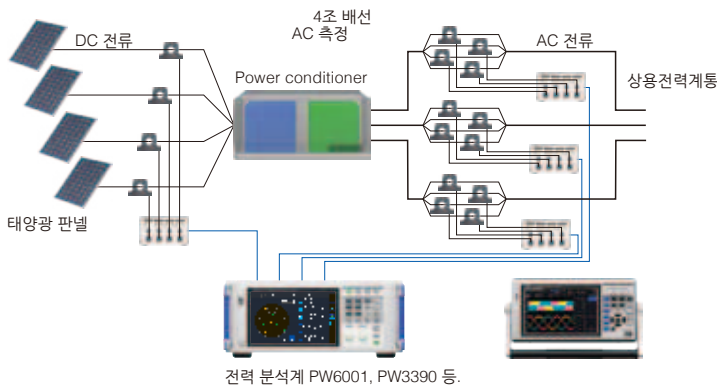 4조 배선
AC 측정
DC 전류
AC 전류
Power conditioner
상용전력계통
태양광 판넬
전력 분석계 PW6001, PW3390 등.